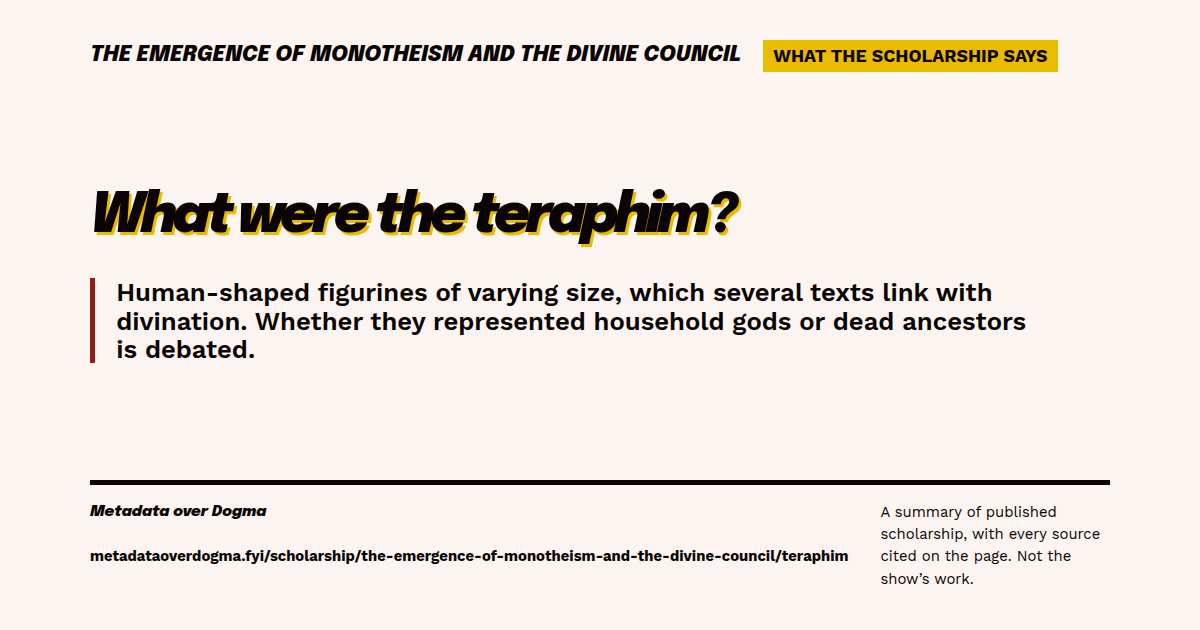 THE EMERGENCE OF MONOTHEISM AND THE DIVINE COUNCIL
WHAT THE SCHOLARSHIP SAYS
What were the teraphim?
Human-shaped figurines of varying size, which several texts link with
divination. Whether they represented household gods or dead ancestors
is debated.
Metadata over Dogma
metadataoverdogma.fyi/scholarship/the-emergence-of-monotheism-and-the-divine-council/teraphim
A summary of published
scholarship, with every source
cited on the page. Not the
show’s work.